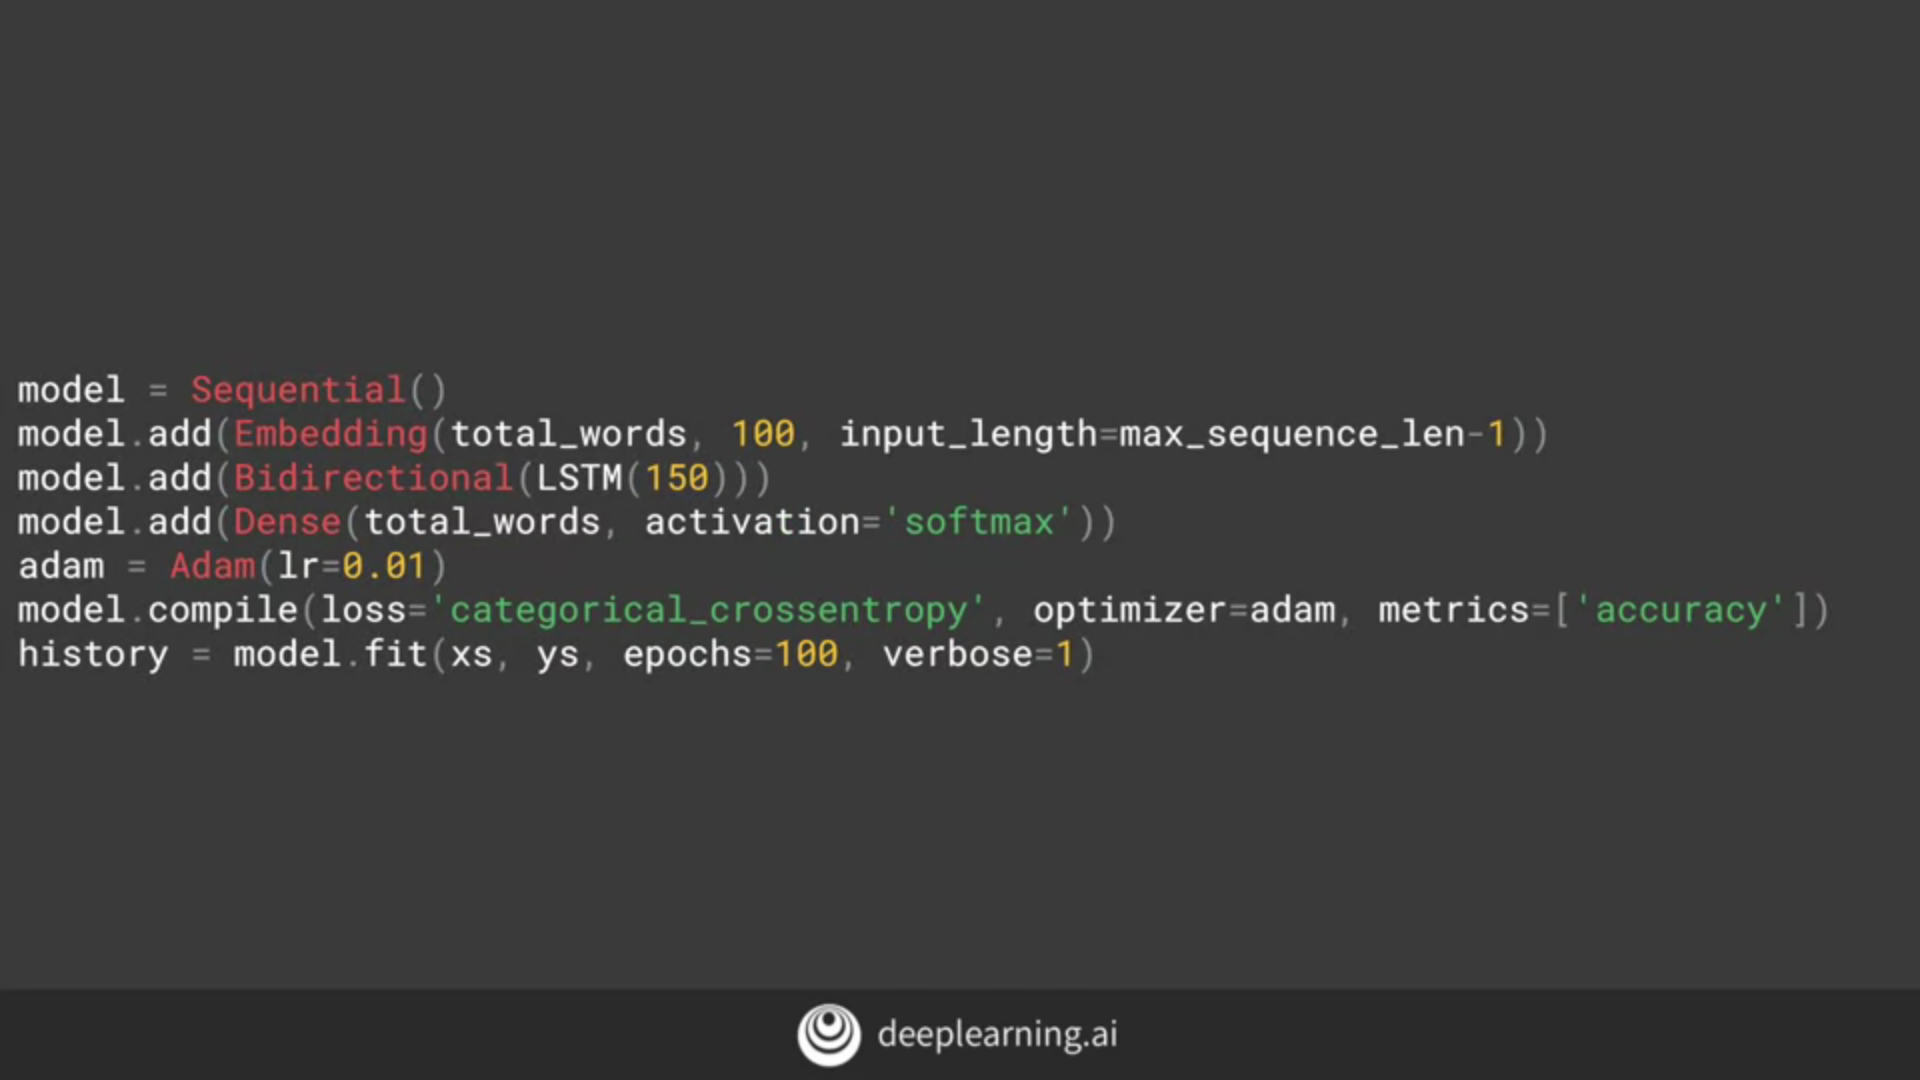 model = Sequential()
model.add(Embedding(total_words, 100, input_length=max_sequence_len-1))
model.add(Bidirectional(LSTM(150)))
model.add(Dense(total_words, activation='softmax'))
adam = Adam(lr=0.01)
model.compile(loss='categorical_crossentropy', optimizer=adam, metrics=['accuracy'])
history = model.fit(xs, ys, epochs=100, verbose=1)
deeplearning.ai